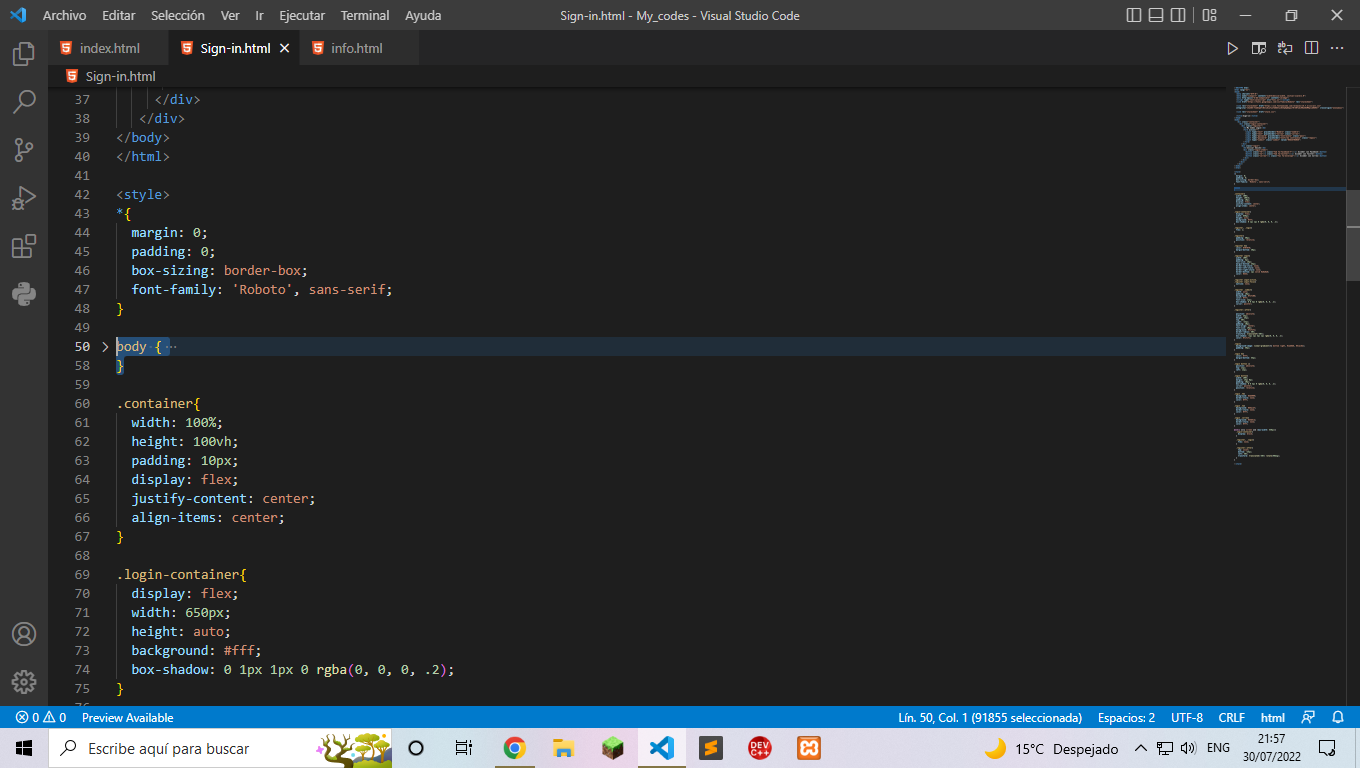 Archivo Editar Selección Ver Ir Ejecutar Terminal Ayuda Sign-in.html - My_codes - Visual Studio Code
index.html Sign-in.html info.html
Sign-in.html
37 </div>
38 </div>
39 </body>
40 </html>
41
42 <style>
43 *{
44 margin: 0;
45 padding: 0;
46 box-sizing: border-box;
47 font-family: 'Roboto', sans-serif;
48 }
49
50 body { ···
58 }
59
60 .container{
61 width: 100%;
62 height: 100vh;
63 padding: 10px;
64 display: flex;
65 justify-content: center;
66 align-items: center;
67 }
68
69 .login-container{
70 display: flex;
71 width: 650px;
72 height: auto;
73 background: #fff;
74 box-shadow: 0 1px 1px 0 rgba(0, 0, 0, .2);
75 }
0 0 Preview Available Lín. 50, Col. 1 (91855 seleccionada) Espacios: 2 UTF-8 CRLF html
Escribe aquí para buscar DEV C++ 15°C Despejado ENG 21:57
30/07/2022